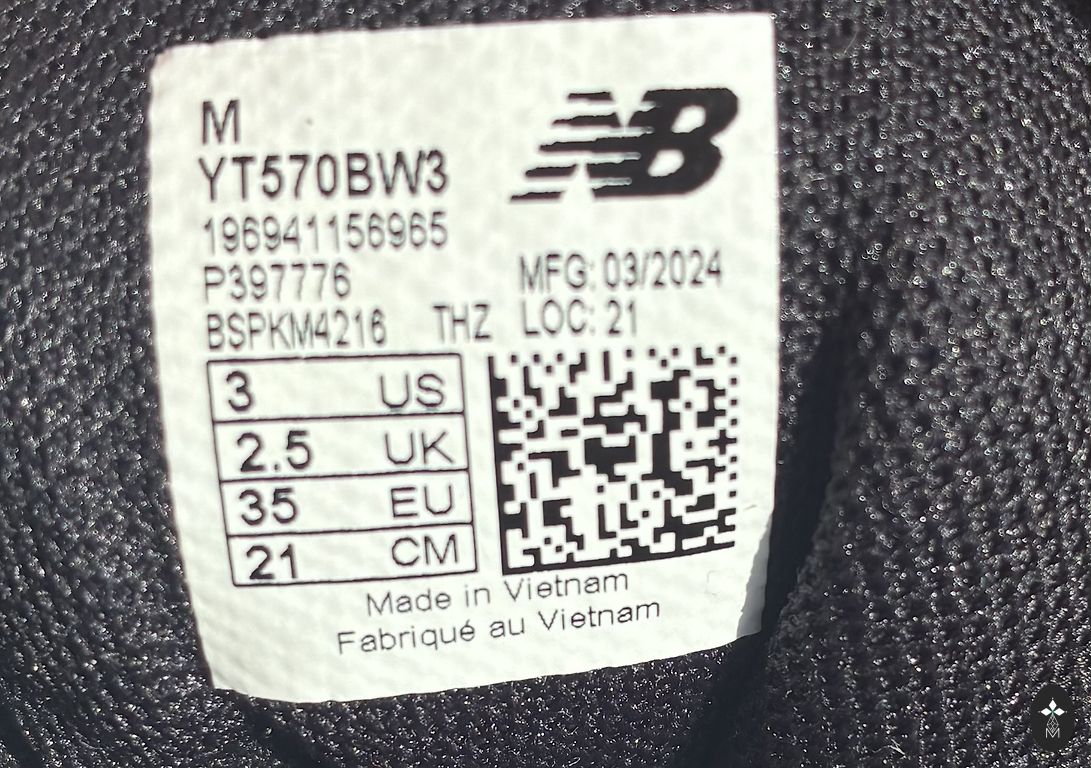 M
YT570BW3
196941156965
P397776
BSPKM4216 THZ
NB
MFG: 03/2024
LOC: 21
3 US
2.5 UK
35 EU
21 CM
Made in Vietnam
Fabriqué au Vietnam
M